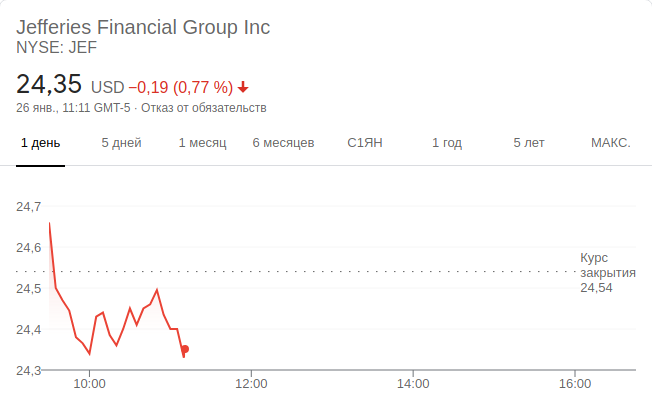 Jefferies Financial Group Inc
NYSE: JEF
24,35 USD −0,19 (0,77 %)
26 янв., 11:11 GMT-5 · Отказ от обязательств
1 день 5 дней 1 месяц 6 месяцев С1ЯН 1 год 5 лет МАКС.
24,7
24,6
Курс
закрытия
24,54
24,5
24,4
24,3
10:00 12:00 14:00 16:00